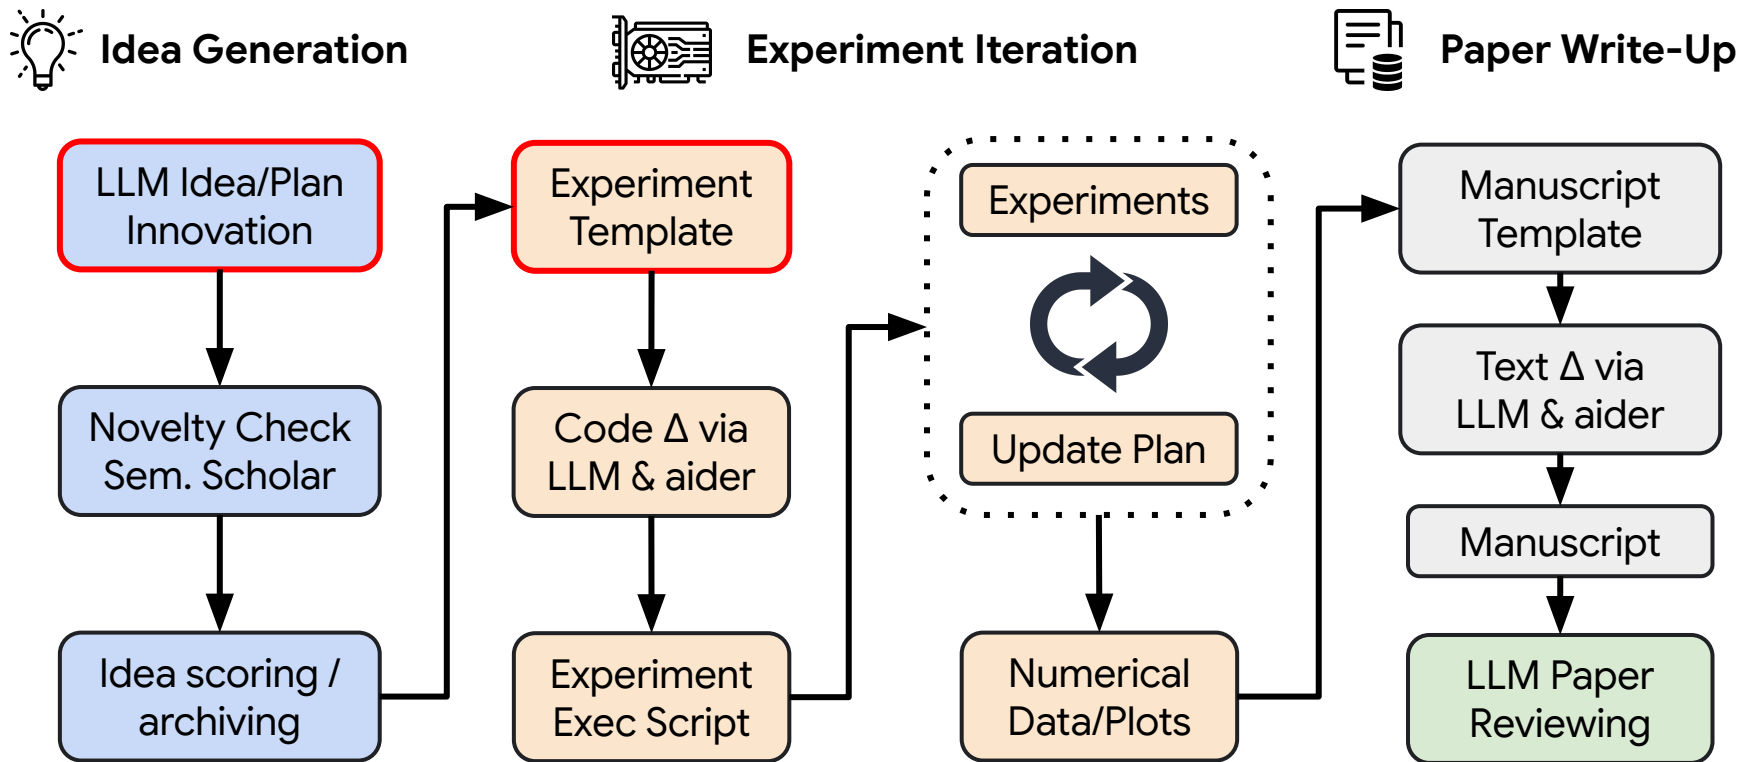 Idea Generation
Experiment Iteration
Paper Write-Up
LLM Idea/Plan
Innovation
Novelty Check
Sem. Scholar
Idea scoring /
archiving
Experiment
Template
Code Δ via
LLM & aider
Experiment
Exec Script
Experiments
Update Plan
Numerical
Data/Plots
Manuscript
Template
Text Δ via
LLM & aider
Manuscript
LLM Paper
Reviewing